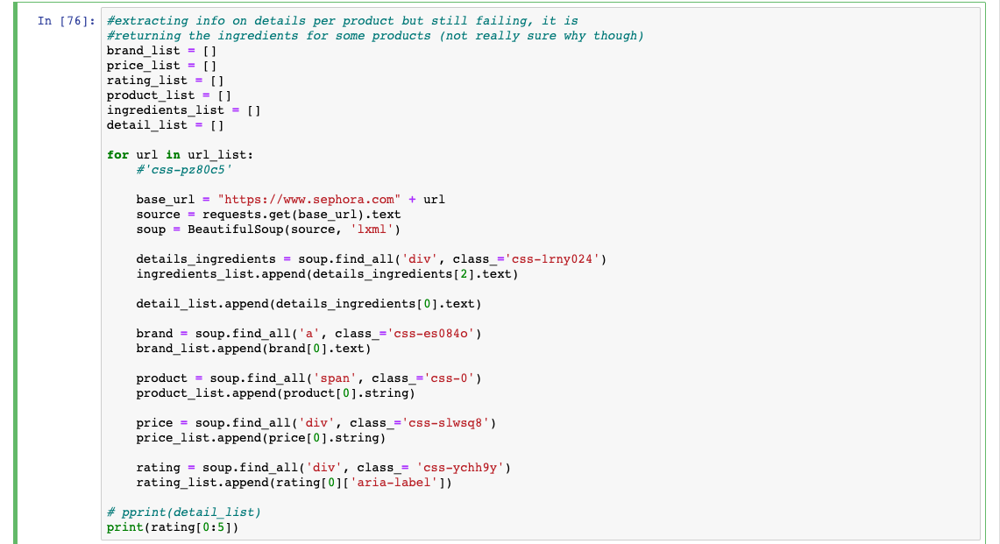 In [76]: #extracting info on details per product but still failing, it is
#returning the ingredients for some products (not really sure why though)
brand_list = []
price_list = []
rating_list = []
product_list = []
ingredients_list = []
detail_list = []
for url in url_list:
#'css-pz80c5'
base_url = "https://www.sephora.com" + url
source = requests.get(base_url).text
soup = BeautifulSoup(source, 'lxml')
details_ingredients = soup.find_all('div', class_='css-1rny024')
ingredients_list.append(details_ingredients[2].text)
detail_list.append(details_ingredients[0].text)
brand = soup.find_all('a', class_='css-es084o')
brand_list.append(brand[0].text)
product = soup.find_all('span', class_='css-0')
product_list.append(product[0].string)
price = soup.find_all('div', class_='css-slwsq8')
price_list.append(price[0].string)
rating = soup.find_all('div', class_= 'css-ychh9y')
rating_list.append(rating[0]['aria-label'])
# pprint(detail_list)
print(rating[0:5])